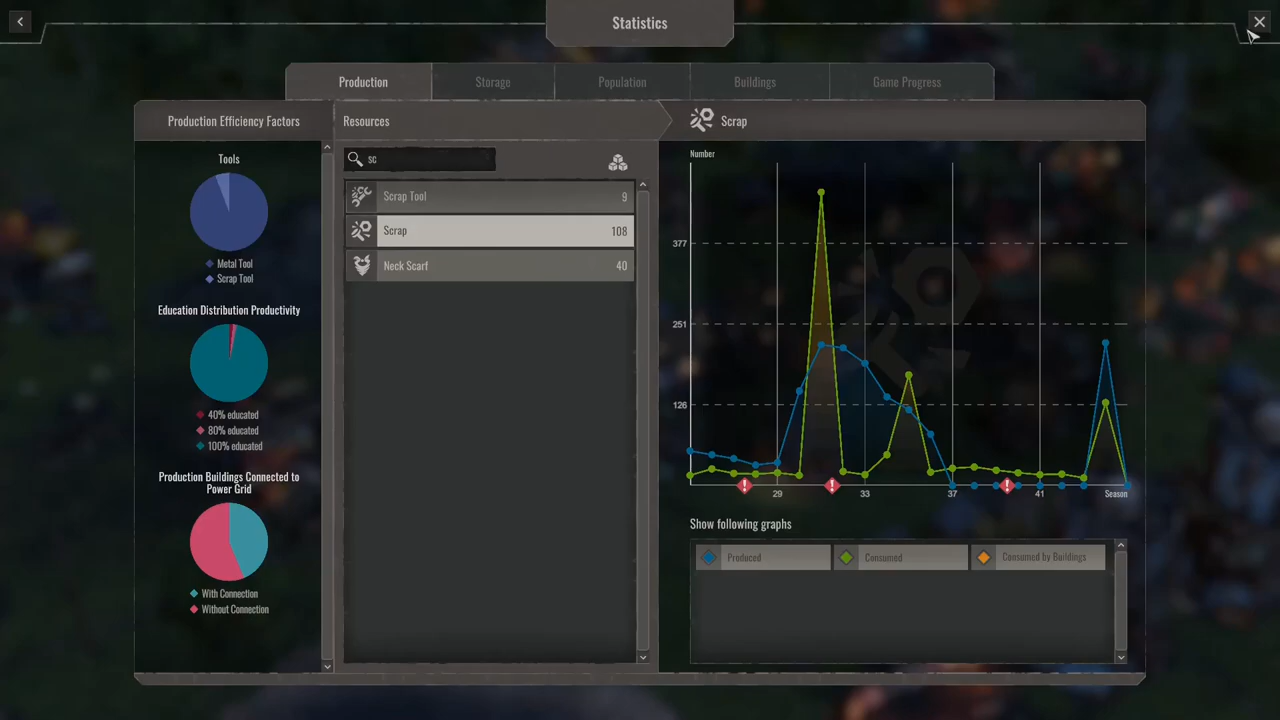 Statistics
Production
Storage
Population
Buildings
Game Progress
Production Efficiency Factors
Tools
Metal Tool
Scrap Tool
Education Distribution Productivity
40% educated
80% educated
100% educated
Production Buildings Connected to
Power Grid
With Connection
Without Connection
Resources
sc
Scrap Tool 9
Scrap 108
Neck Scarf 40
Scrap
Number
377
251
126
29 33 37 41 Season
Show following graphs
Produced
Consumed
Consumed by Buildings